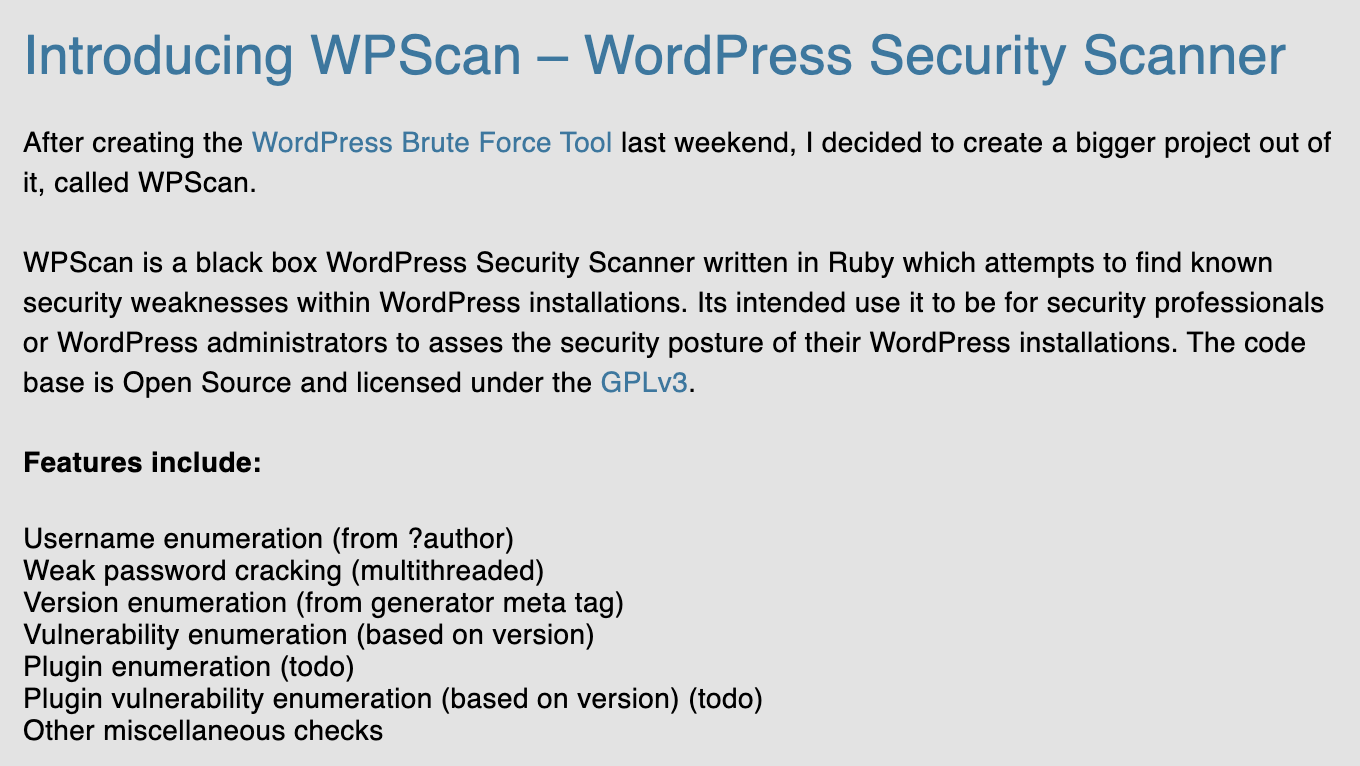 Introducing WPScan – WordPress Security Scanner
After creating the WordPress Brute Force Tool last weekend, I decided to create a bigger project out of
it, called WPScan.
WPScan is a black box WordPress Security Scanner written in Ruby which attempts to find known
security weaknesses within WordPress installations. Its intended use it to be for security professionals
or WordPress administrators to asses the security posture of their WordPress installations. The code
base is Open Source and licensed under the GPLv3.
Features include:
Username enumeration (from ?author)
Weak password cracking (multithreaded)
Version enumeration (from generator meta tag)
Vulnerability enumeration (based on version)
Plugin enumeration (todo)
Plugin vulnerability enumeration (based on version) (todo)
Other miscellaneous checks